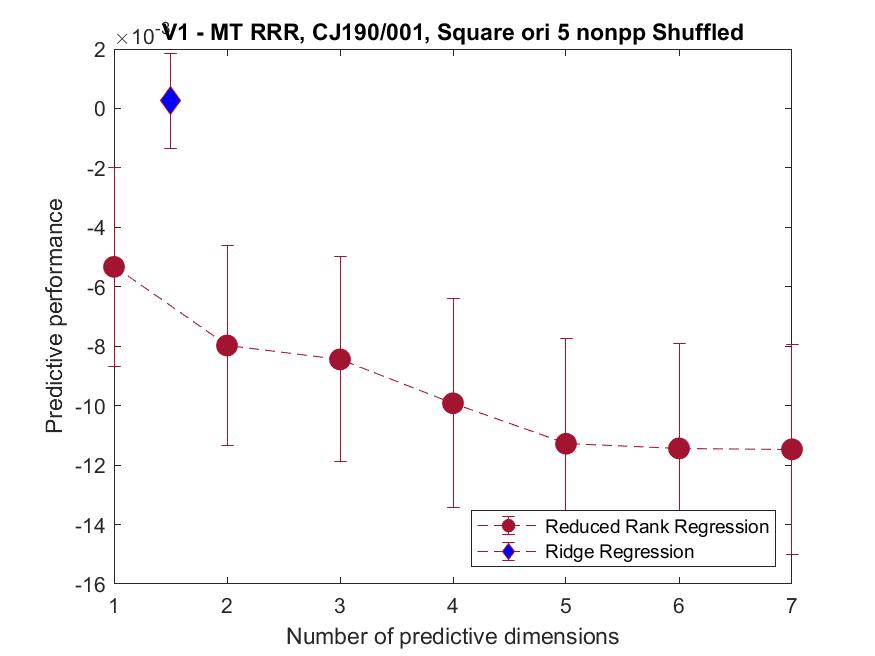 ×10⁻³
V1 - MT RRR, CJ190/001, Square ori 5 nonpp Shuffled
2
0
-2
-4
-6
-8
-10
-12
-14
-16
Predictive performance
1 2 3 4 5 6 7
Number of predictive dimensions
Reduced Rank Regression
Ridge Regression